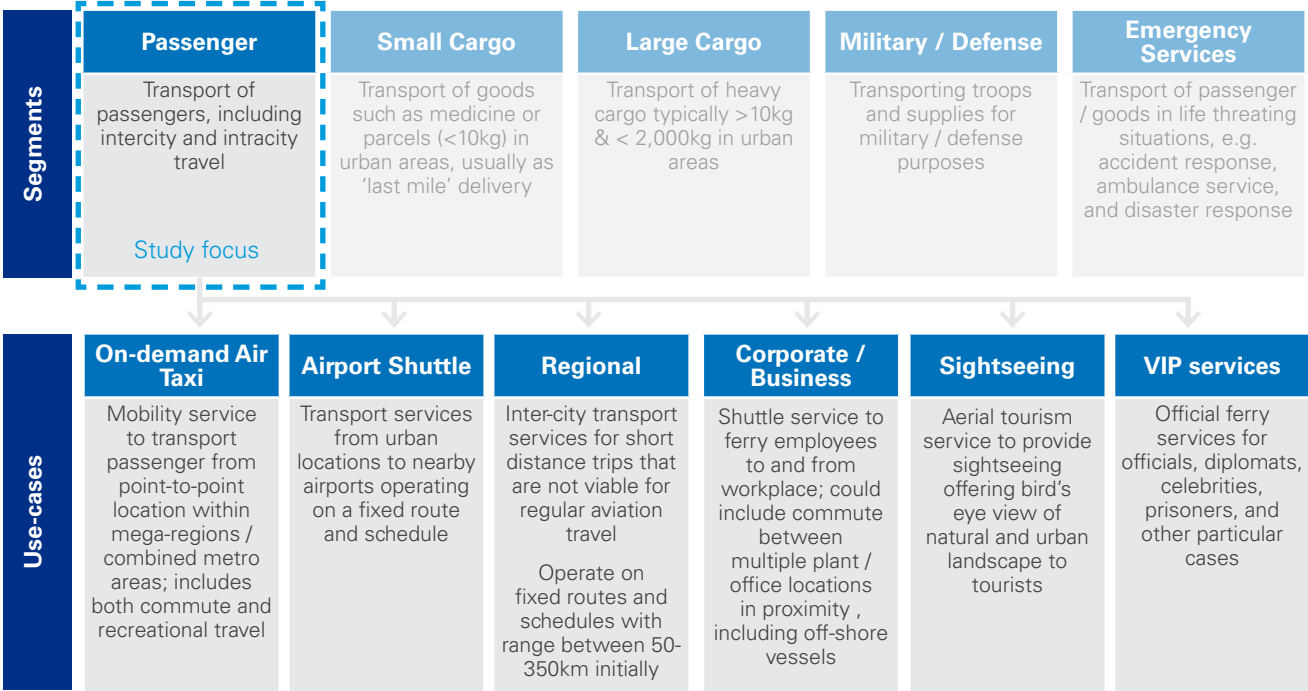 Segments
Passenger
Transport of
passengers, including
intercity and intracity
travel
Study focus
Small Cargo
Transport of goods
such as medicine or
parcels (<10kg) in
urban areas, usually as
‘last mile’ delivery
Large Cargo
Transport of heavy
cargo typically >10kg
& < 2,000kg in urban
areas
Military / Defense
Transporting troops
and supplies for
military / defense
purposes
Emergency
Services
Transport of passenger
/ goods in life threating
situations, e.g.
accident response,
ambulance service,
and disaster response
Use-cases
On-demand Air
Taxi
Mobility service
to transport
passenger from
point-to-point
location within
mega-regions /
combined metro
areas; includes
both commute and
recreational travel
Airport Shuttle
Transport services
from urban
locations to nearby
airports operating
on a fixed route
and schedule
Regional
Inter-city transport
services for short
distance trips that
are not viable for
regular aviation
travel
Operate on
fixed routes and
schedules with
range between 50-
350km initially
Corporate /
Business
Shuttle service to
ferry employees
to and from
workplace; could
include commute
between
multiple plant /
office locations
in proximity ,
including off-shore
vessels
Sightseeing
Aerial tourism
service to provide
sightseeing
offering bird’s
eye view of
natural and urban
landscape to
tourists
VIP services
Official ferry
services for
officials, diplomats,
celebrities,
prisoners, and
other particular
cases